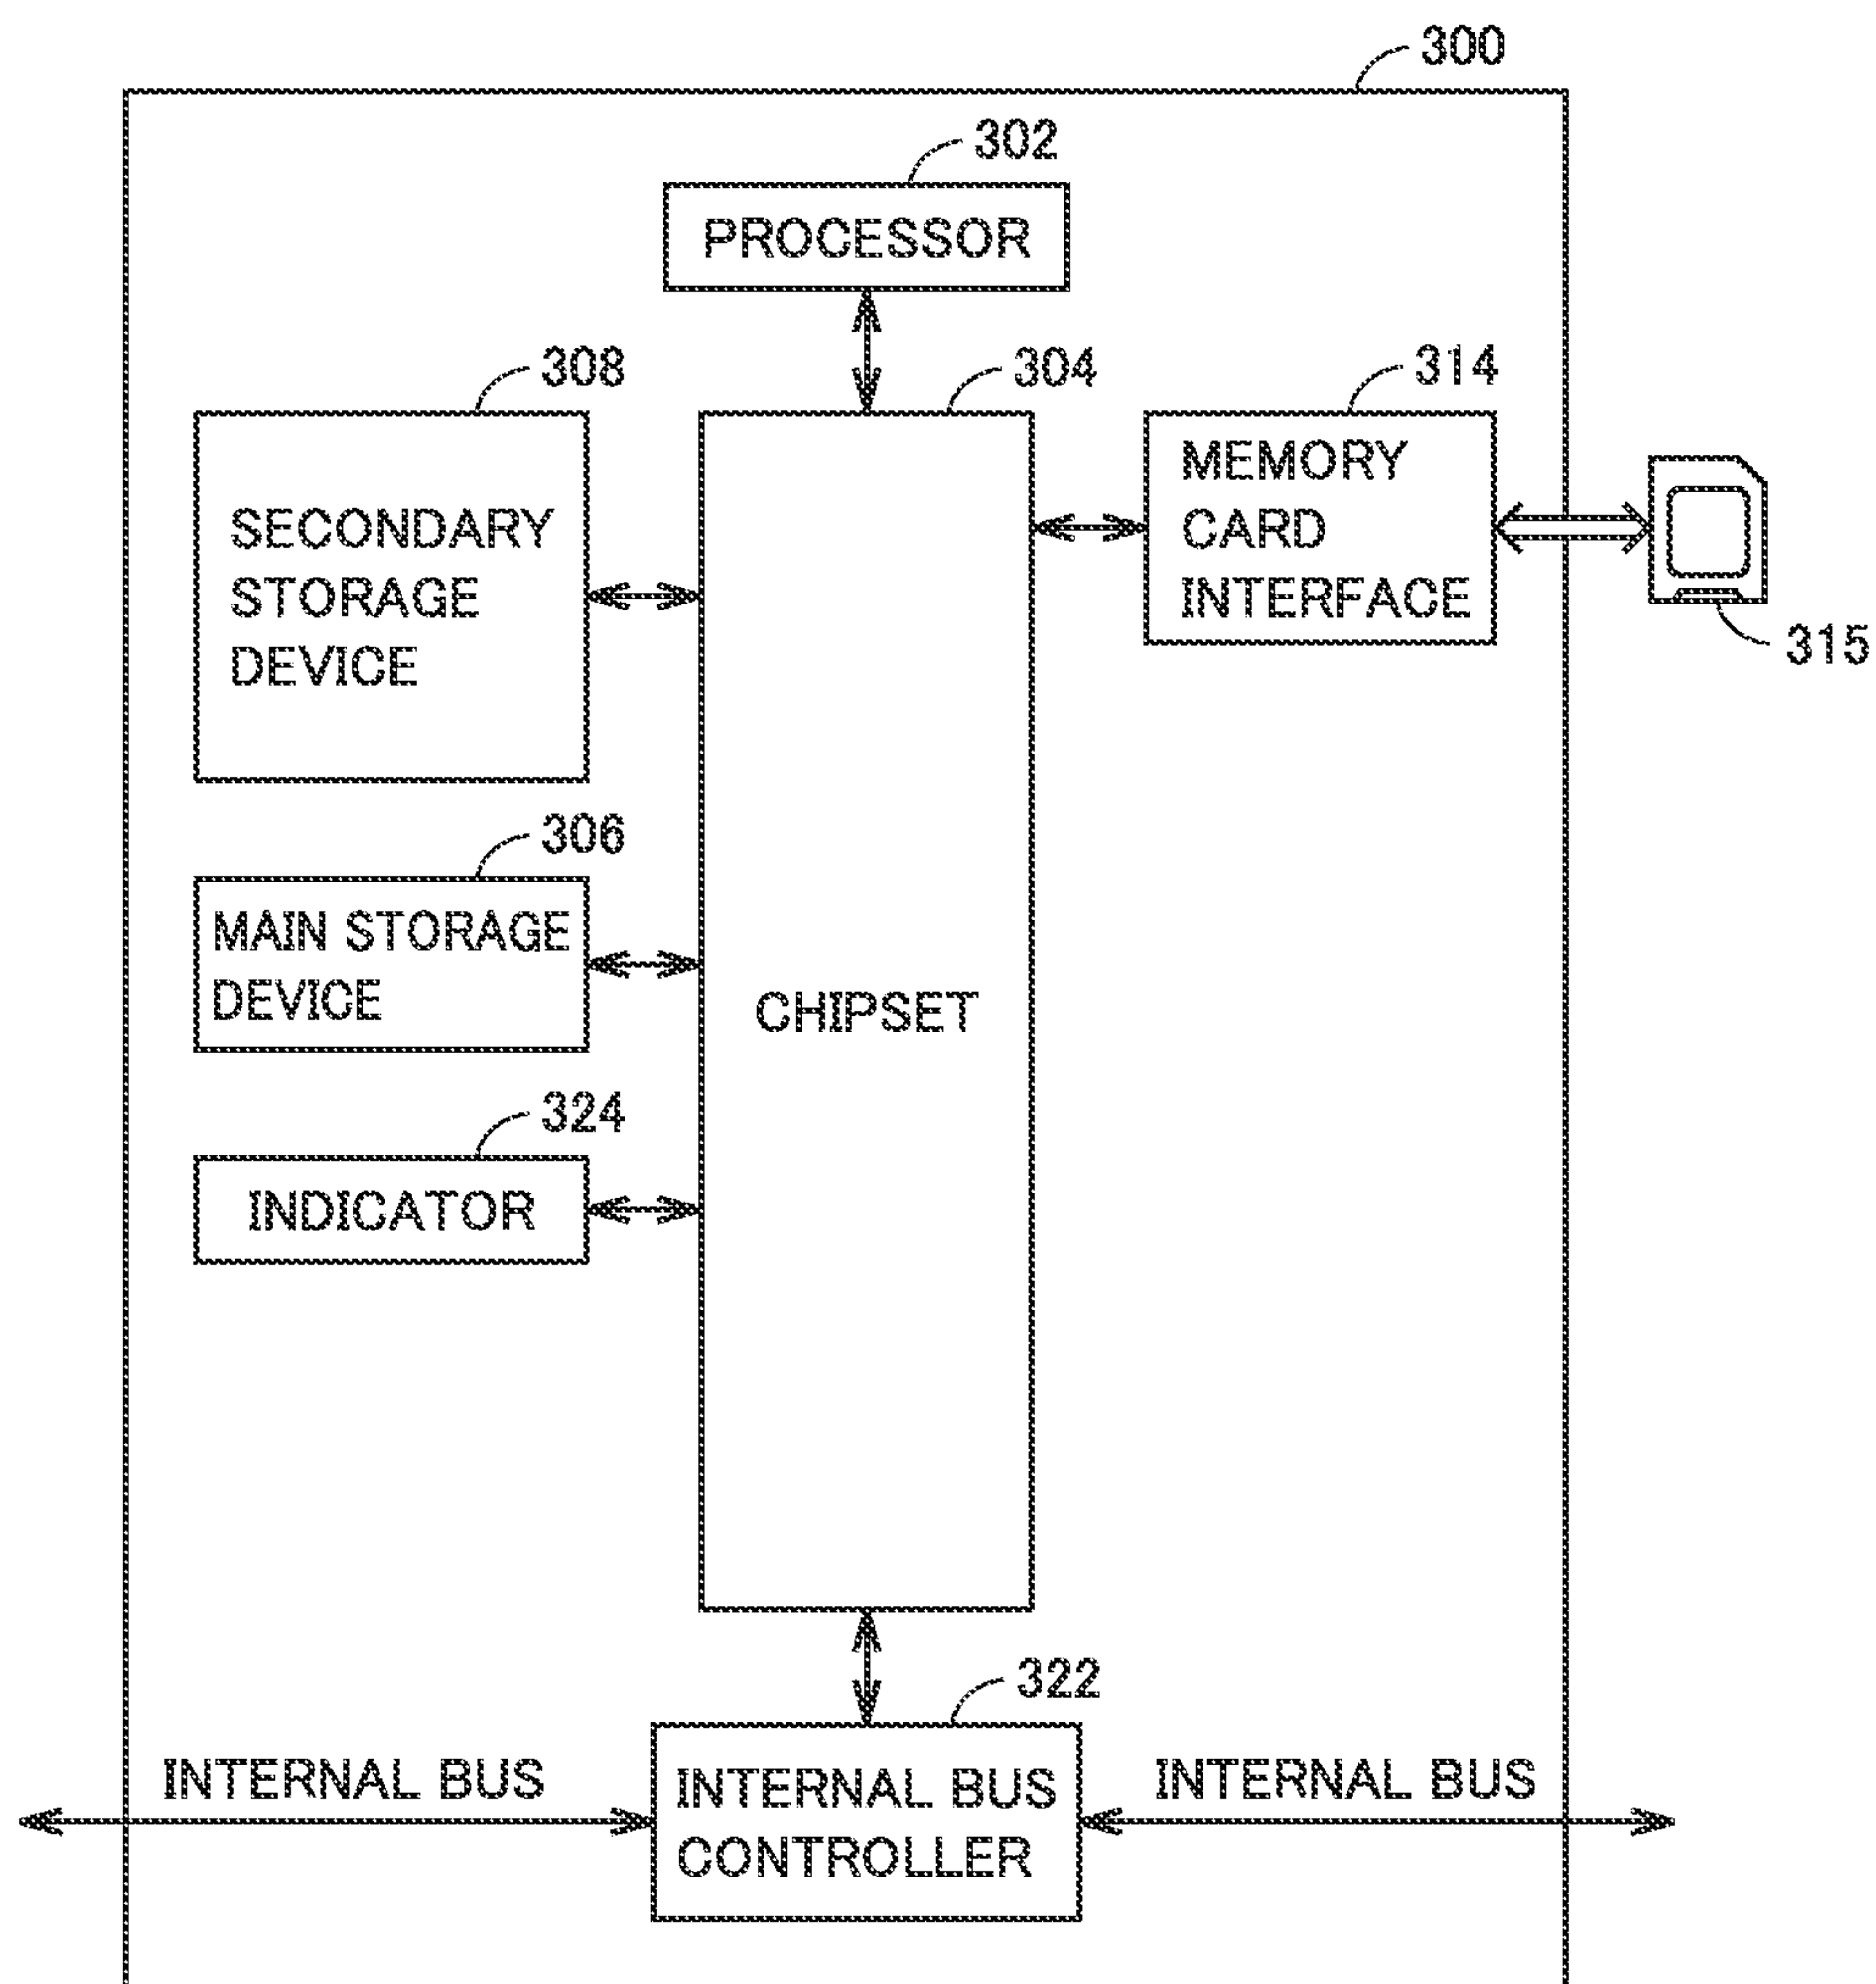 300
302
PROCESSOR
308
304
314
SECONDARY
STORAGE
DEVICE
MEMORY
CARD
INTERFACE
315
306
MAIN STORAGE
DEVICE
CHIPSET
324
INDICATOR
322
INTERNAL BUS
INTERNAL BUS
CONTROLLER
INTERNAL BUS